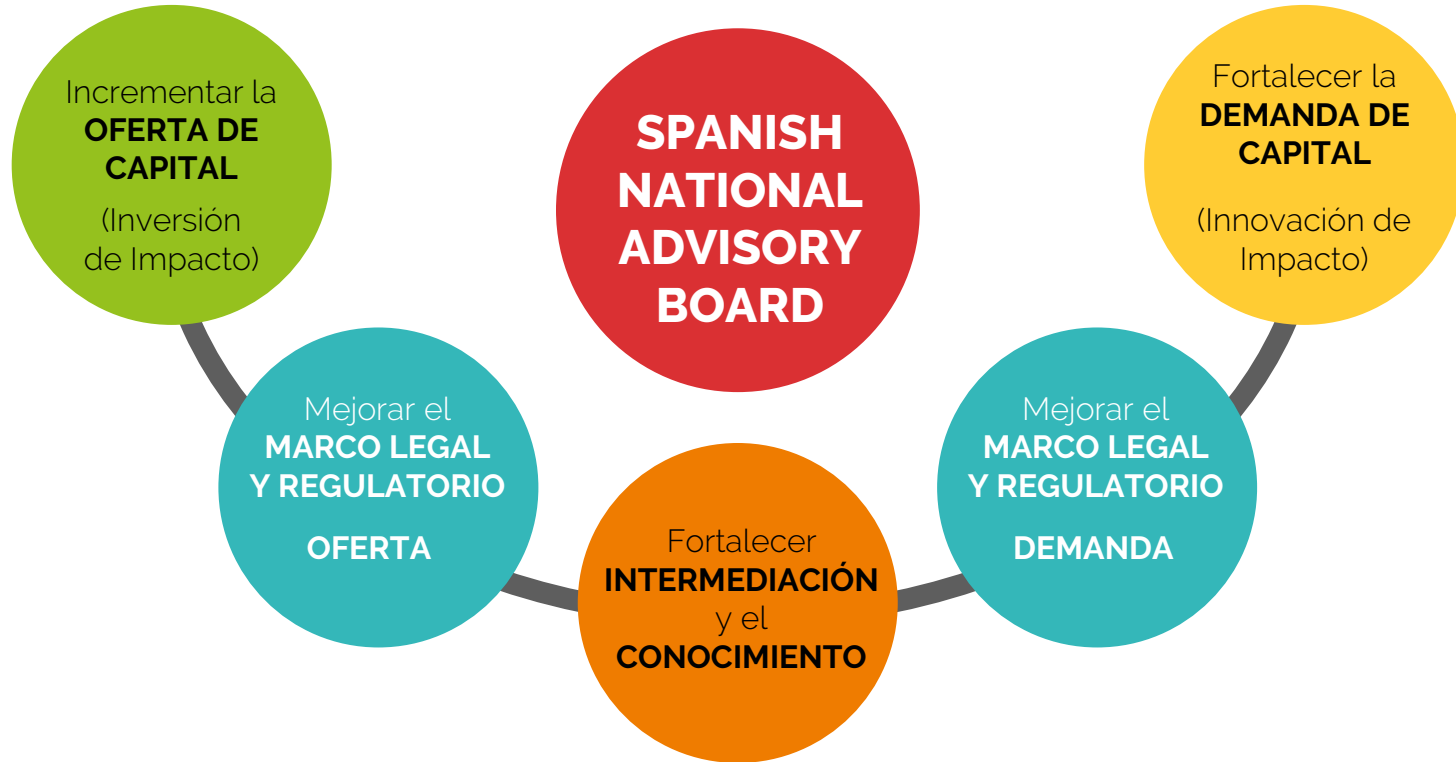 Incrementar la
OFERTA DE
CAPITAL
(Inversión
de Impacto)
SPANISH
NATIONAL
ADVISORY
BOARD
Fortalecer la
DEMANDA DE
CAPITAL
(Innovación de
Impacto)
Mejorar el
MARCO LEGAL
Y REGULATORIO
OFERTA
Fortalecer
INTERMEDIACIÓN
y el
CONOCIMIENTO
Mejorar el
MARCO LEGAL
Y REGULATORIO
DEMANDA